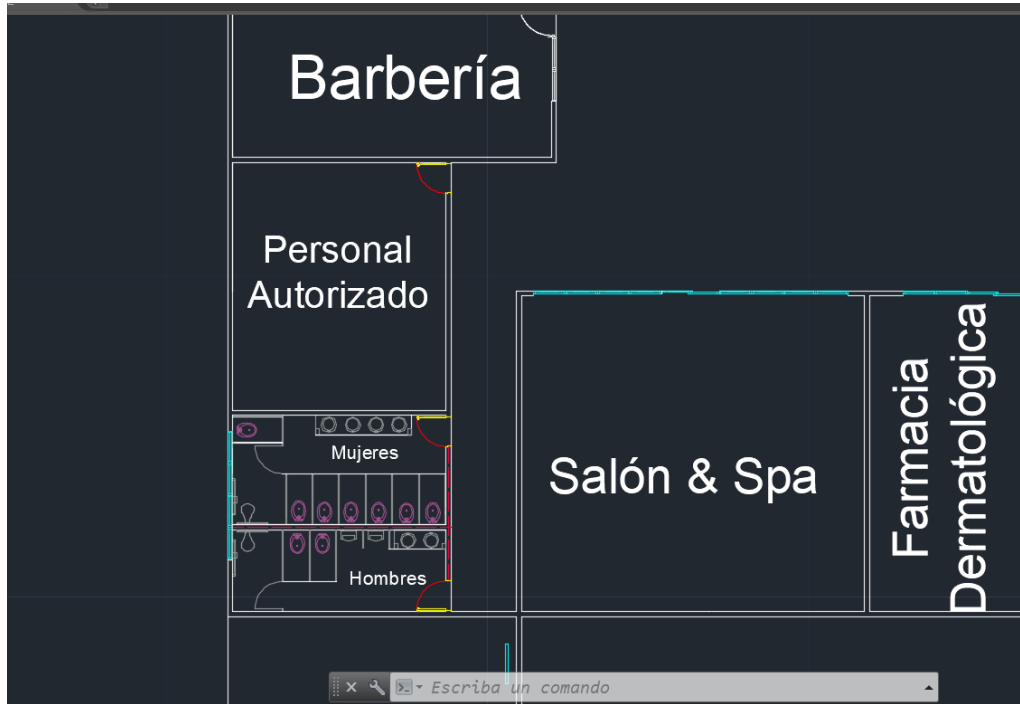 Barbería
Personal
Autorizado
Mujeres
Hombres
Salón & Spa
Farmacia
Dermatológica
Escriba un comando